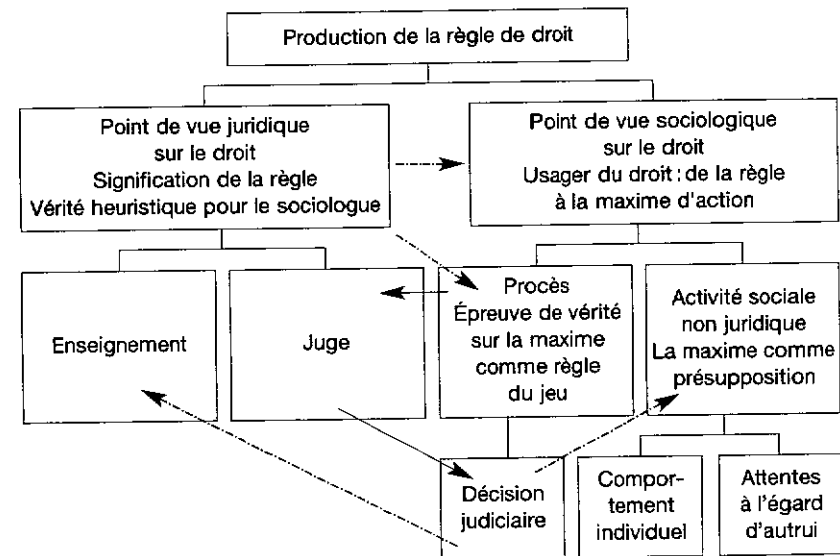 Production de la règle de droit
Point de vue juridique
sur le droit
Signification de la règle
Vérité heuristique pour le sociologue
Point de vue sociologique
sur le droit
Usager du droit : de la règle
à la maxime d'action
Enseignement
Juge
Procès
Épreuve de vérité
sur la maxime
comme règle
du jeu
Activité sociale
non juridique
La maxime comme
présupposition
Décision
judiciaire
Compor-
tement
individuel
Attentes
à l'égard
d'autrui